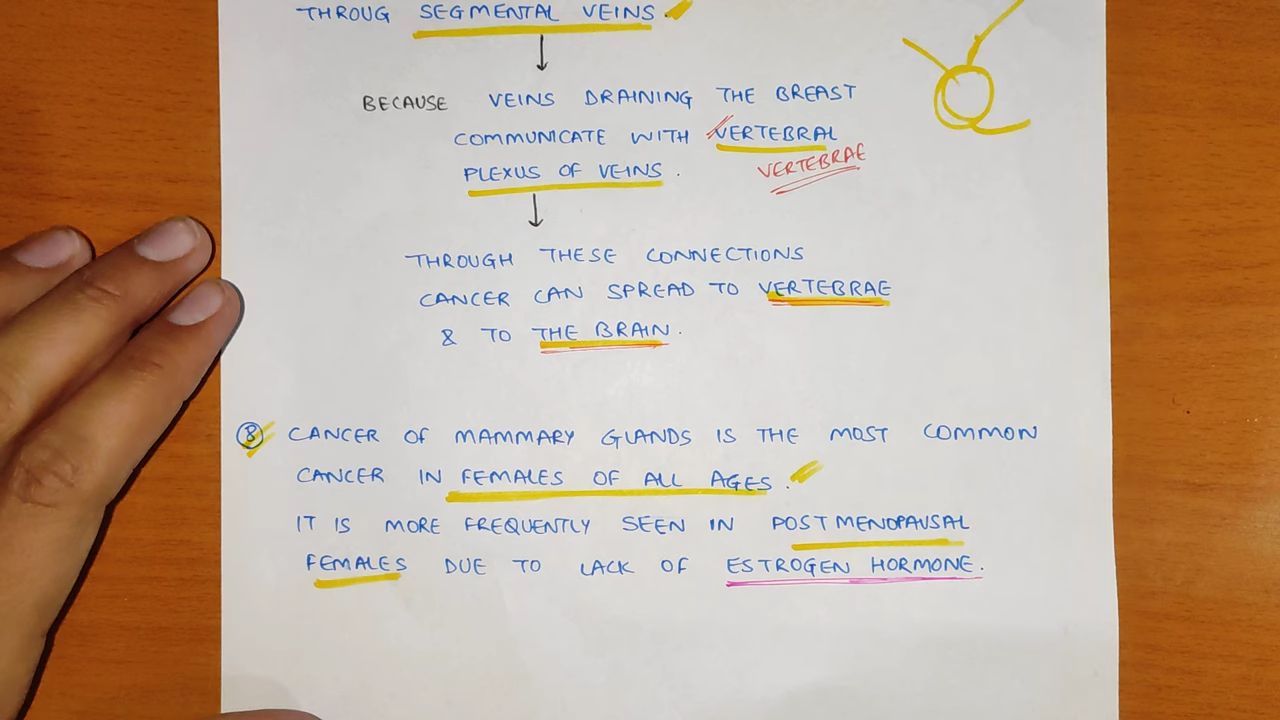 THROUG SEGMENTAL VEINS.
BECAUSE VEINS DRAINING THE BREAST
COMMUNICATE WITH VERTEBRAL
PLEXUS OF VEINS.
VERTEBRAE
THROUGH THESE CONNECTIONS
CANCER CAN SPREAD TO VERTEBRAE
& TO THE BRAIN.
8 CANCER OF MAMMARY GLANDS IS THE MOST COMMON
CANCER IN FEMALES OF ALL AGES.
IT IS MORE FREQUENTLY SEEN IN POSTMENOPAUSAL
FEMALES DUE TO LACK OF ESTROGEN HORMONE.